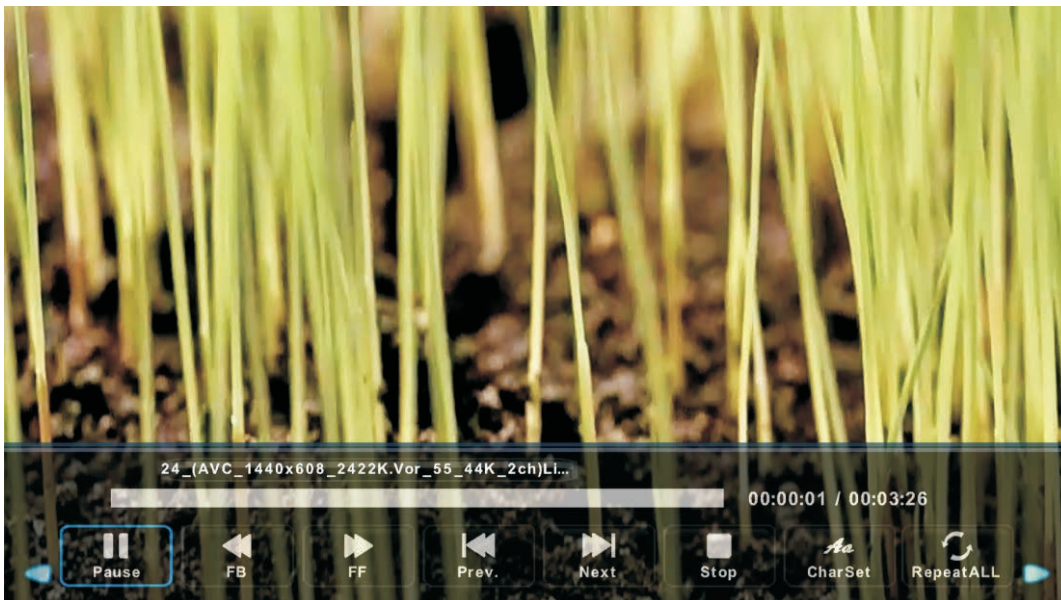 24_(AVC_1440x608_2422K.Vor_55_44K_2ch)Li...
00:00:01 / 00:03:26
Pause FB FF Prev. Next Stop Aa CharSet RepeatALL